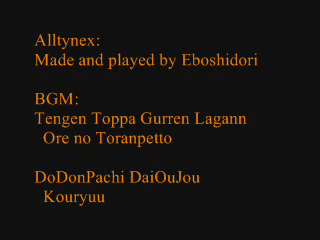 Alltynex:
Made and played by Eboshidori
BGM:
Tengen Toppa Gurren Lagann
Ore no Toranpetto
DoDonPachi DaiOuJou
Kouryuu